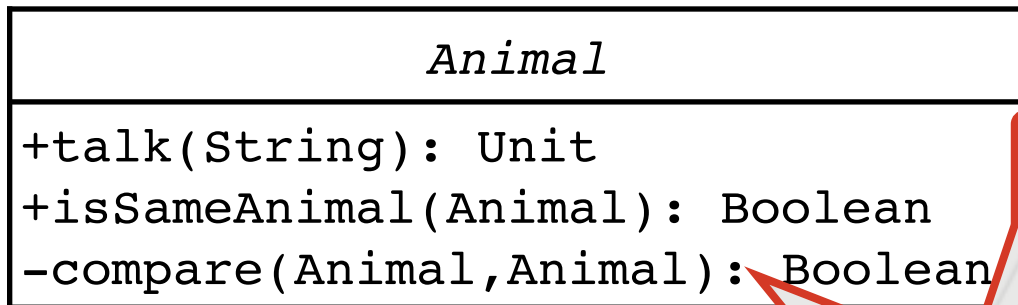 Animal
+talk(String): Unit
+isSameAnimal(Animal): Boolean
-compare(Animal,Animal): Boolean